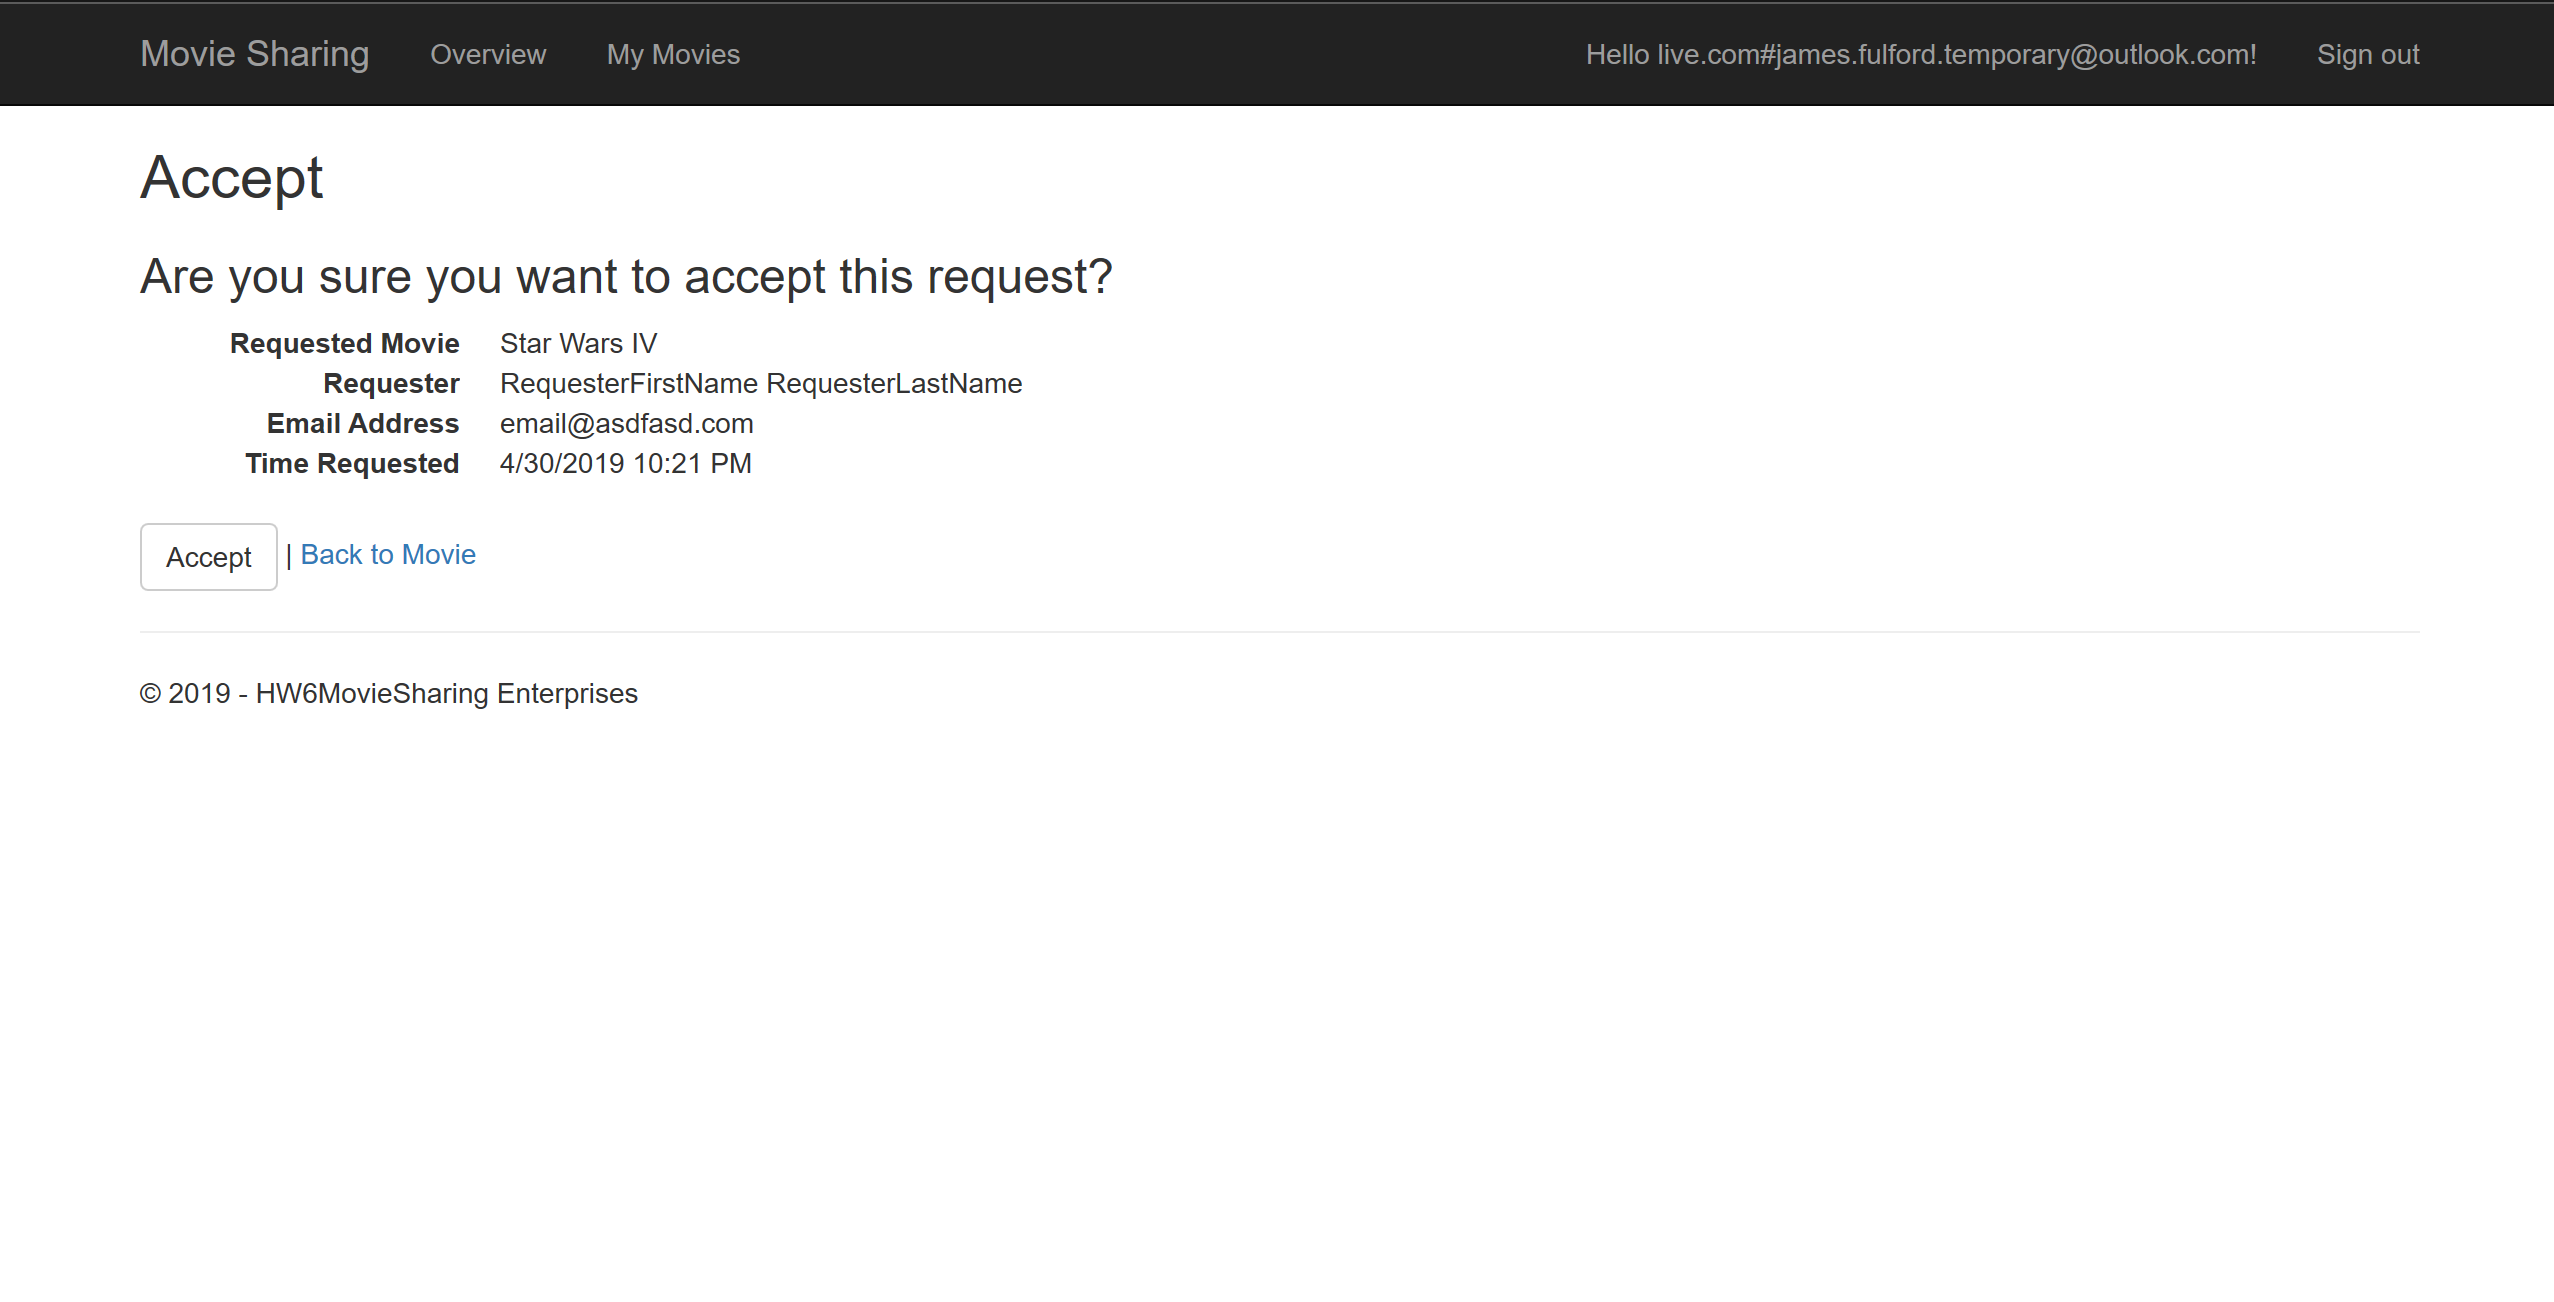 Movie Sharing Overview My Movies Hello live.com#james.fulford.temporary@outlook.com! Sign out
Accept
Are you sure you want to accept this request?
Requested Movie Star Wars IV
Requester RequesterFirstName RequesterLastName
Email Address email@asdfasd.com
Time Requested 4/30/2019 10:21 PM
Accept | Back to Movie
© 2019 - HW6MovieSharing Enterprises